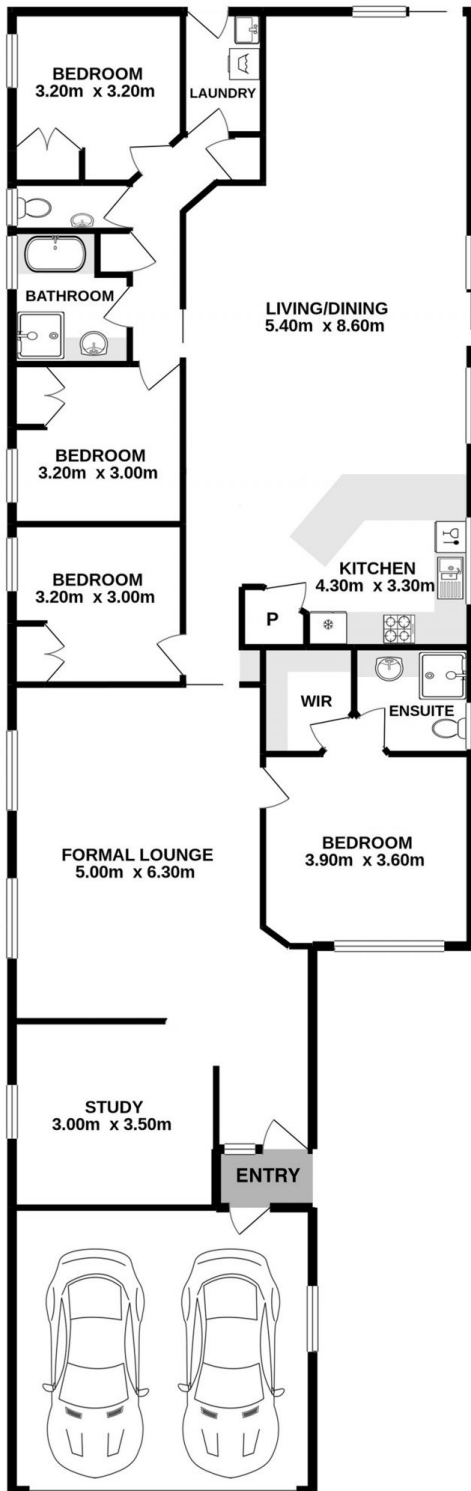 BEDROOM
3.20m x 3.20m
LAUNDRY
BATHROOM
LIVING/DINING
5.40m x 8.60m
BEDROOM
3.20m x 3.00m
BEDROOM
3.20m x 3.00m
KITCHEN
4.30m x 3.30m
P
WIR
ENSUITE
BEDROOM
3.90m x 3.60m
FORMAL LOUNGE
5.00m x 6.30m
STUDY
3.00m x 3.50m
ENTRY